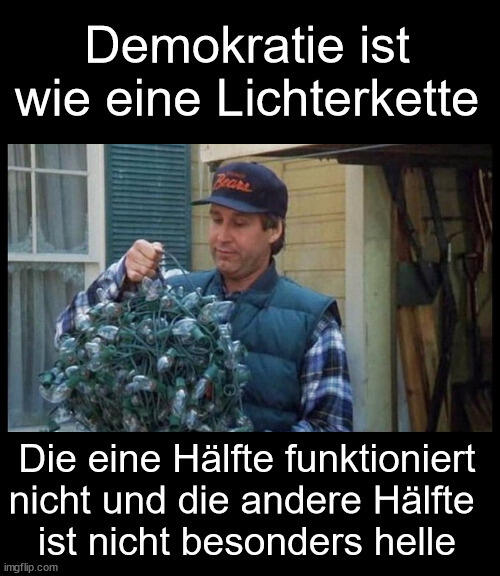 Demokratie ist
wie eine Lichterkette
Bears
Die eine Hälfte funktioniert
nicht und die andere Hälfte
ist nicht besonders helle
imgflip.com